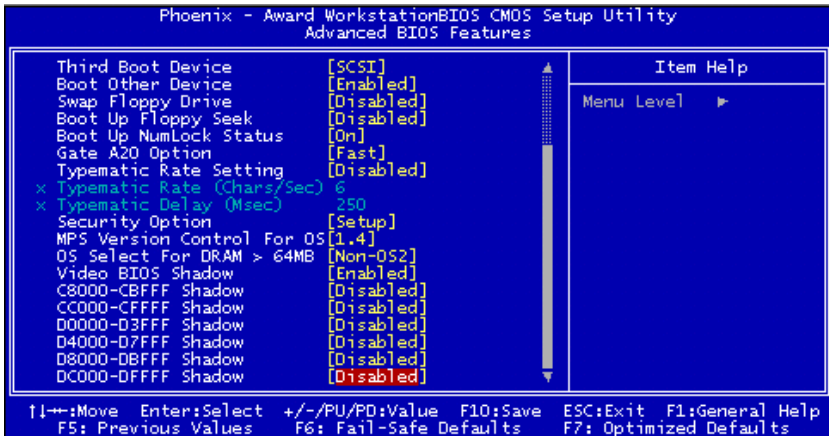 Phoenix - Award WorkstationBIOS CMOS Setup Utility
Advanced BIOS Features
Third Boot Device [SCSI]
Boot Other Device [Enabled]
Swap Floppy Drive [Disabled]
Boot Up Floppy Seek [Disabled]
Boot Up NumLock Status [On]
Gate A20 Option [Fast]
Typematic Rate Setting [Disabled]
x Typematic Rate (Chars/Sec) 6
x Typematic Delay (Msec) 250
Security Option [Setup]
MPS Version Control For OS[1.4]
OS Select For DRAM > 64MB [Non-OS2]
Video BIOS Shadow [Enabled]
C8000-CBFFF Shadow [Disabled]
CC000-CFFFF Shadow [Disabled]
D0000-D3FFF Shadow [Disabled]
D4000-D7FFF Shadow [Disabled]
D8000-DBFFF Shadow [Disabled]
DC000-DFFFF Shadow [Disabled]
Item Help
Menu Level ►
↑↓→←:Move Enter:Select +/-/PU/PD:Value F10:Save ESC:Exit F1:General Help
F5: Previous Values F6: Fail-Safe Defaults F7: Optimized Defaults